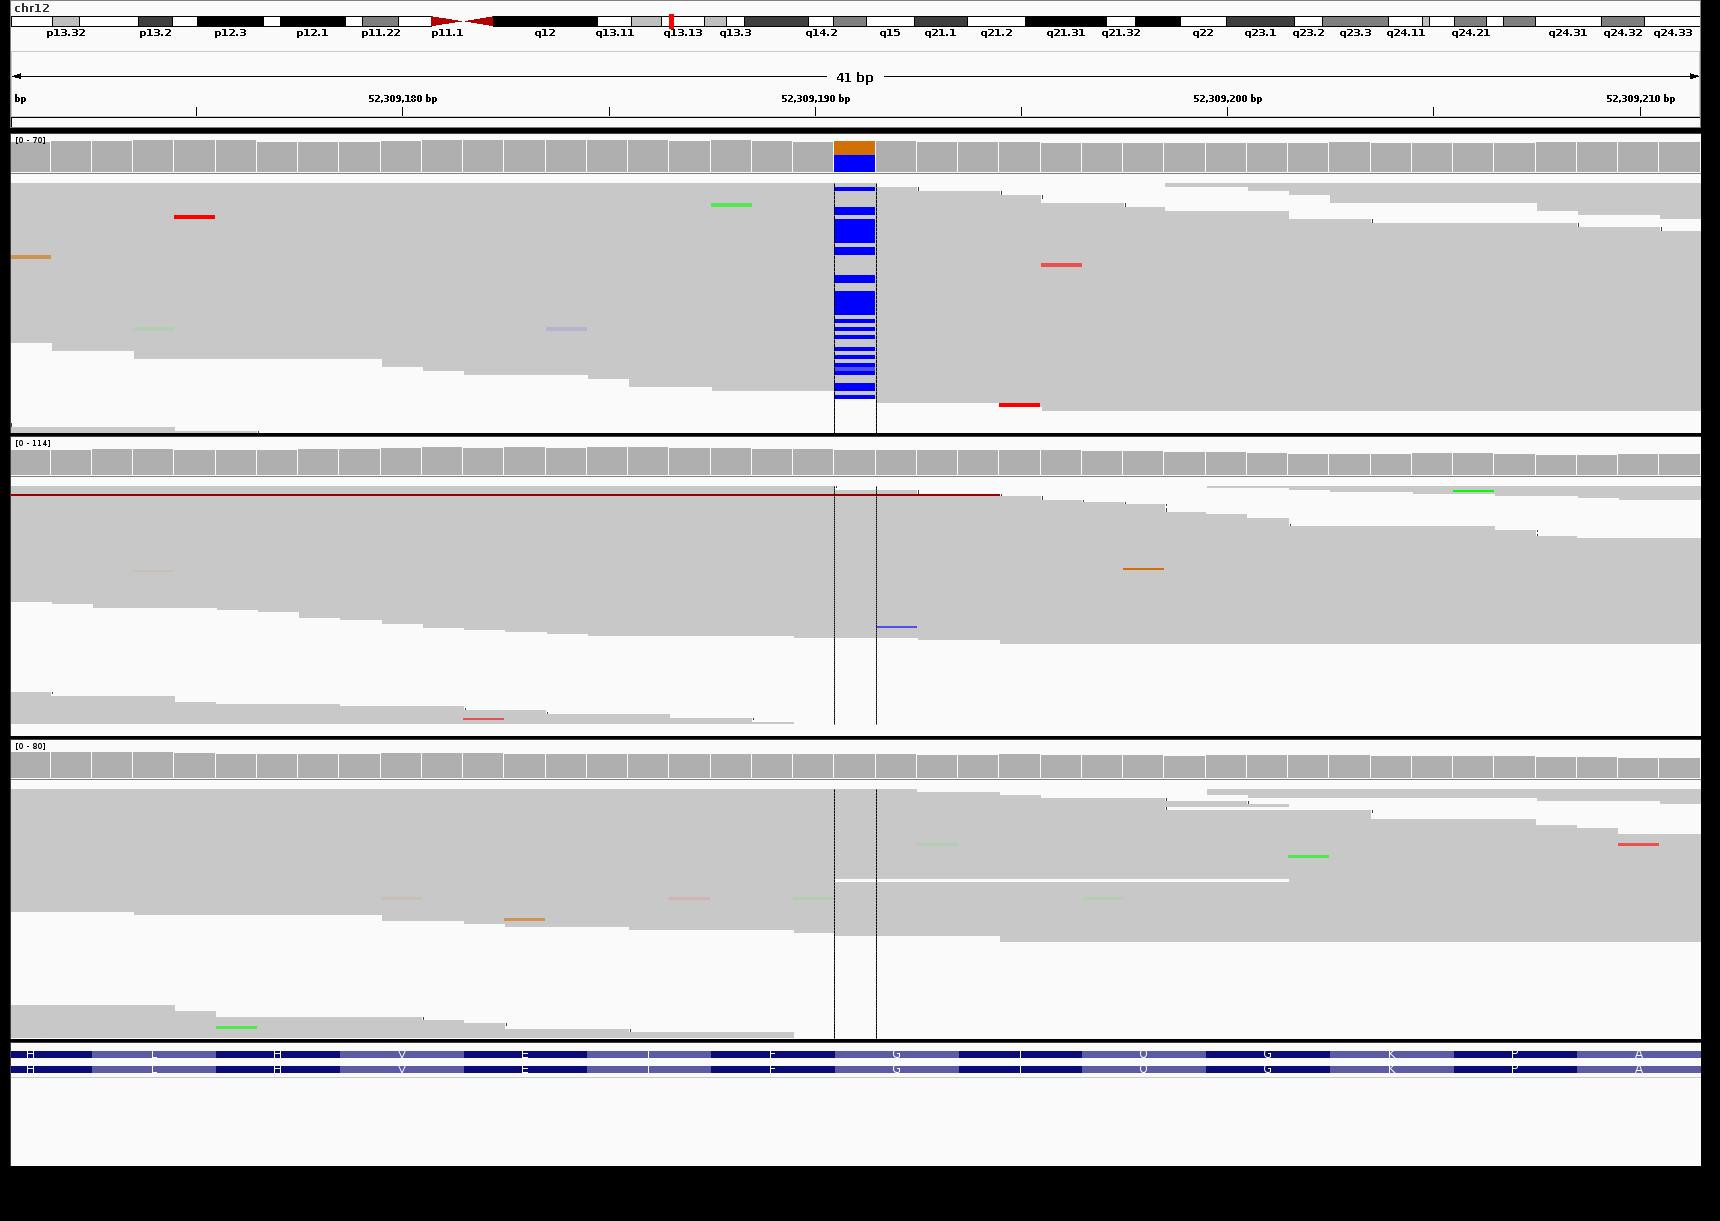 chr12
p13.32 p13.2 p12.3 p12.1 p11.22 p11.1 q12 q13.11 q13.13 q13.3 q14.2 q15 q21.1 q21.2 q21.31 q21.32 q22 q23.1 q23.2 q23.3 q24.11 q24.21 q24.31 q24.32 q24.33
41 bp
bp 52,309,180 bp 52,309,190 bp 52,309,200 bp 52,309,210 bp
[0 - 70]
[0 - 114]
[0 - 80]
H L H V E I F G I Q G K P A
H L H V E I F G I Q G K P A